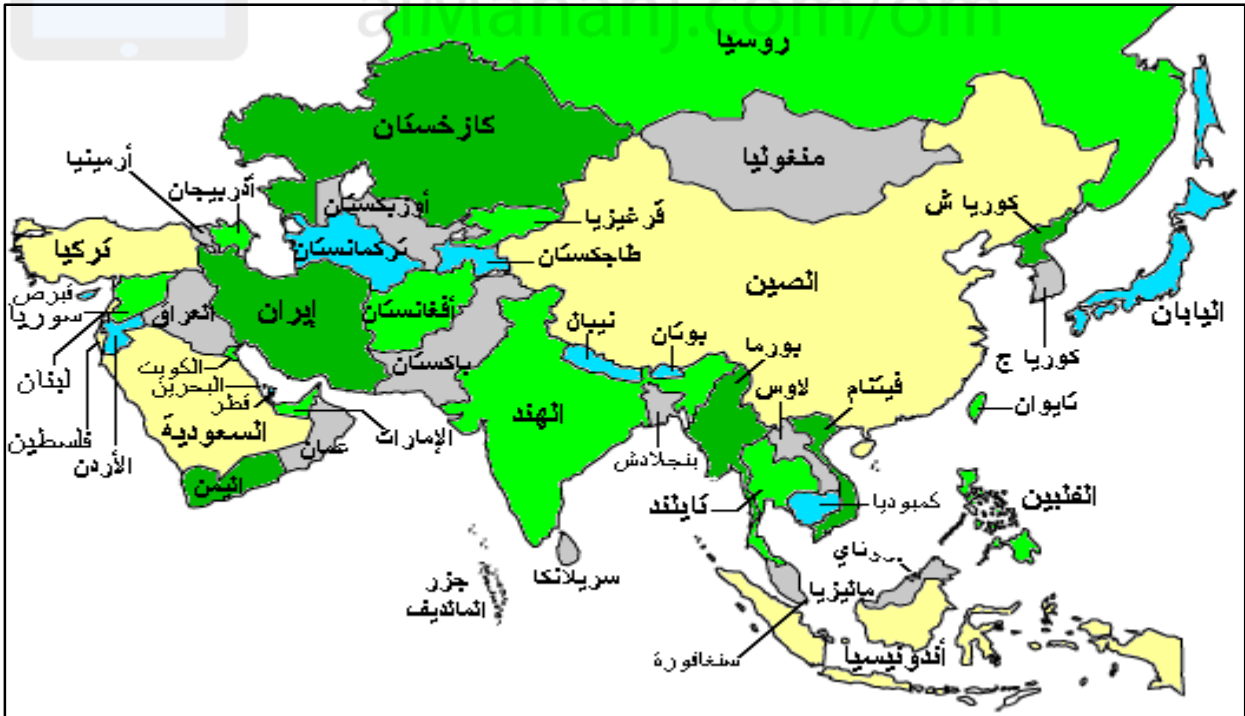 almanahj.com/om
روسيا
كازخستان
منغوليا
أرمينيا
أذربيجان
أوزبكستان
قرغيزيا
كوريا ش
تركيا
تركمانستان
طاجكستان
الصين
قبرص
سوريا
العراق
إيران
أفغانستان
نيبال
بوتان
بورما
اليابان
كوريا ج
لبنان
الكويت
باكستان
البحرين
قطر
الهند
لاوس
فيتنام
تايوان
فلسطين
الأردن
السعودية
عمان
الإمارات
بنجلادش
اليمن
تايلند
كمبوديا
الفلبين
سريلانكا
جزر
المالديف
ماليزيا
سنغافورة
أندونيسيا